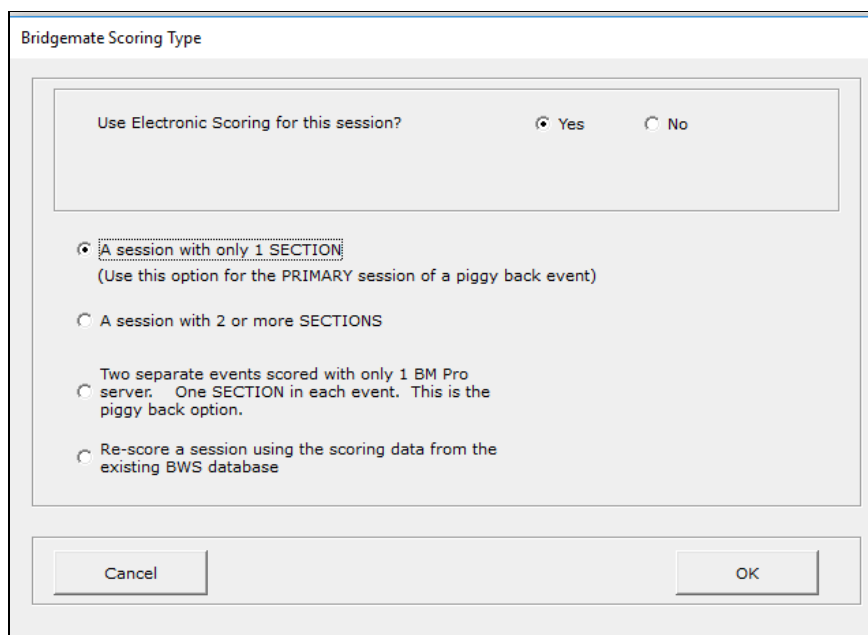 Bridgemate Scoring Type
Use Electronic Scoring for this session?
Yes
No
A session with only 1 SECTION
(Use this option for the PRIMARY session of a piggy back event)
A session with 2 or more SECTIONS
Two separate events scored with only 1 BM Pro
server.   One SECTION in each event.  This is the
piggy back option.
Re-score a session using the scoring data from the
existing BWS database
Cancel
OK